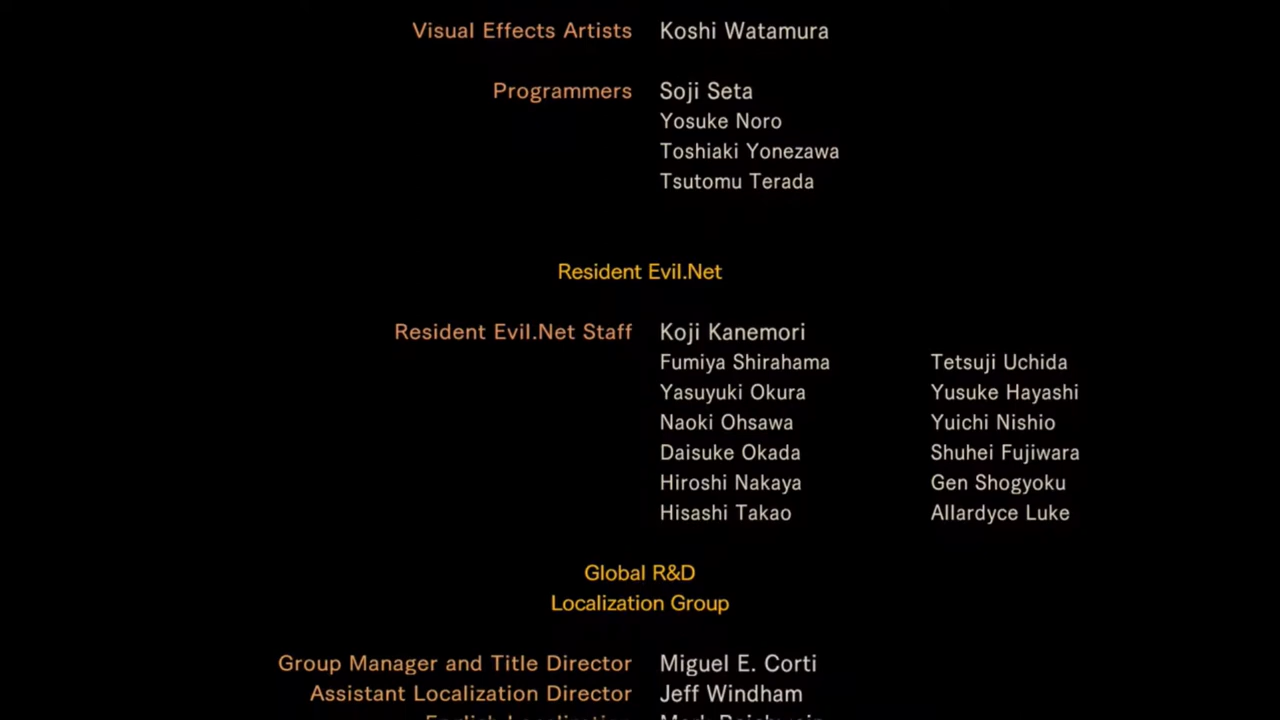 Visual Effects Artists Koshi Watamura
Programmers Soji Seta
Yosuke Noro
Toshiaki Yonezawa
Tsutomu Terada
Resident Evil.Net
Resident Evil.Net Staff Koji Kanemori
Fumiya Shirahama Tetsuji Uchida
Yasuyuki Okura Yusuke Hayashi
Naoki Ohsawa Yuichi Nishio
Daisuke Okada Shuhei Fujiwara
Hiroshi Nakaya Gen Shogyoku
Hisashi Takao Allardyce Luke
Global R&D
Localization Group
Group Manager and Title Director Miguel E. Corti
Assistant Localization Director Jeff Windham
English Localization